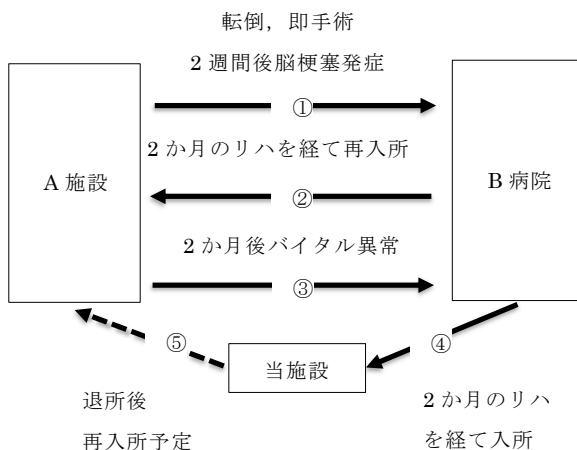 転倒，即手術
2 週間後脳梗塞発症
①
2 か月のリハを経て再入所
A 施設
B 病院
②
2 か月後バイタル異常
③
⑤
④
当施設
退所後
再入所予定
2 か月のリハ
を経て入所